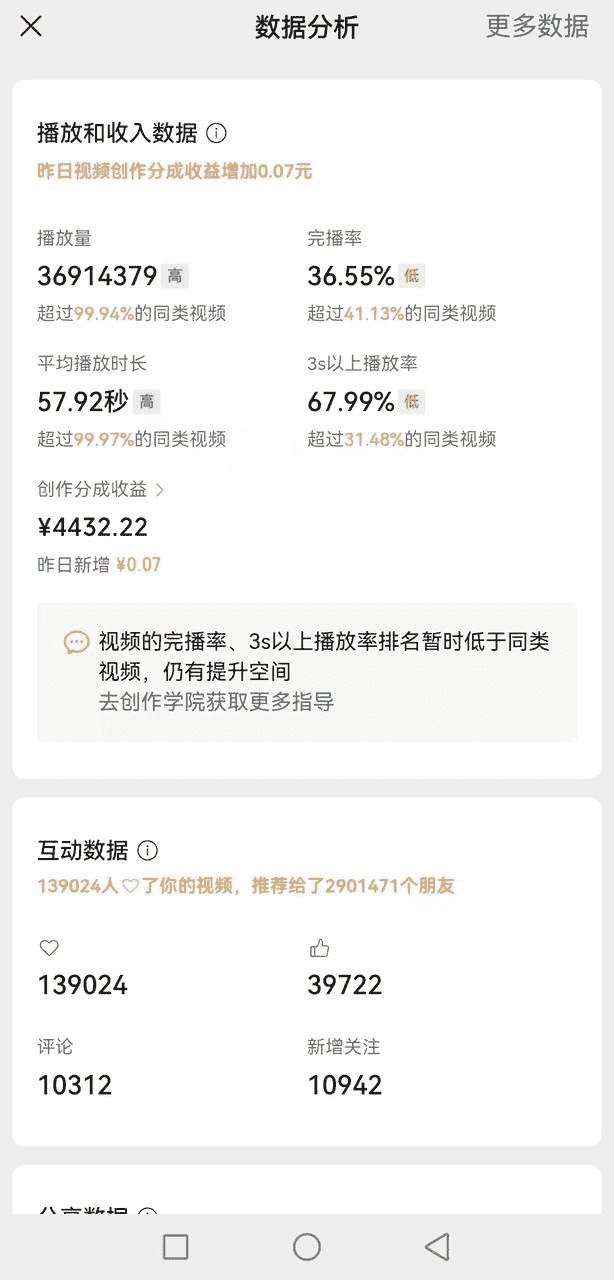 数据分析
更多数据
播放和收入数据
昨日视频创作分成收益增加0.07元
播放量
完播率
36914379 高
36.55% 低
超过99.94%的同类视频
超过41.13%的同类视频
平均播放时长
3s以上播放率
57.92秒 高
67.99% 低
超过99.97%的同类视频
超过31.48%的同类视频
创作分成收益
¥4432.22
昨日新增 ¥0.07
视频的完播率、3s以上播放率排名暂时低于同类
视频，仍有提升空间
去创作学院获取更多指导
互动数据
139024人♡了你的视频，推荐给了2901471个朋友
139024
39722
评论
新增关注
10312
10942
分享数据